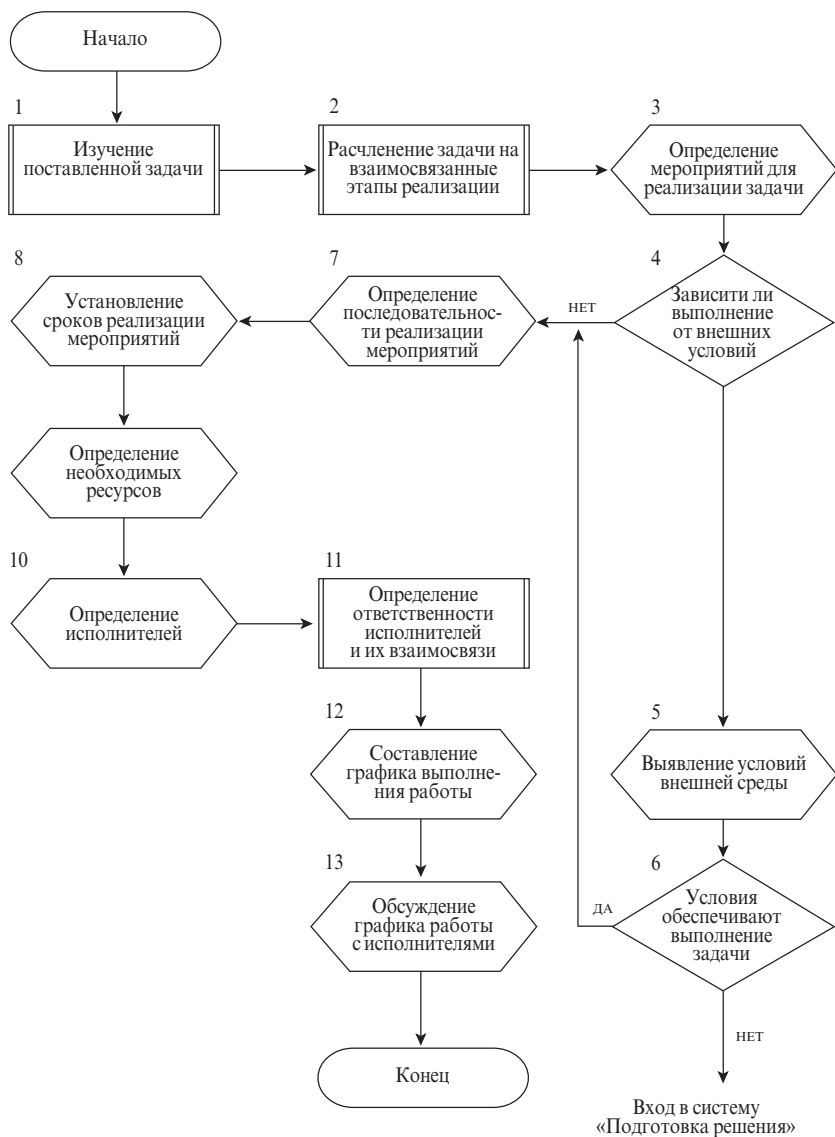 Начало
1
Изучение
поставленной задачи
2
Расчленение задачи на
взаимосвязанные
этапы реализации
3
Определение
мероприятий для
реализации задачи
4
Зависити ли
выполнение
от внешних
условий
НЕТ
7
Определение
последовательнос-
ти реализации
мероприятий
8
Установление
сроков реализации
мероприятий
Определение
необходимых
ресурсов
10
Определение
исполнителей
11
Определение
ответственности
исполнителей
и их взаимосвязи
12
Составление
графика выполне-
ния работы
13
Обсуждение
графика работы
с исполнителями
Конец
5
Выявление условий
внешней среды
6
Условия
обеспечивают
выполнение
задачи
ДА
НЕТ
Вход в систему
«Подготовка решения»